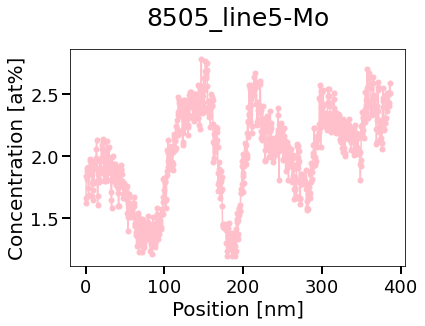 8505_line5-Mo
Concentration [at%]
2.5
2.0
1.5
0 100 200 300 400
Position [nm]